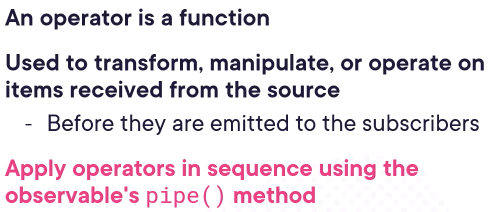 An operator is a function
Used to transform, manipulate, or operate on
items received from the source
- Before they are emitted to the subscribers
Apply operators in sequence using the
observable's pipe() method